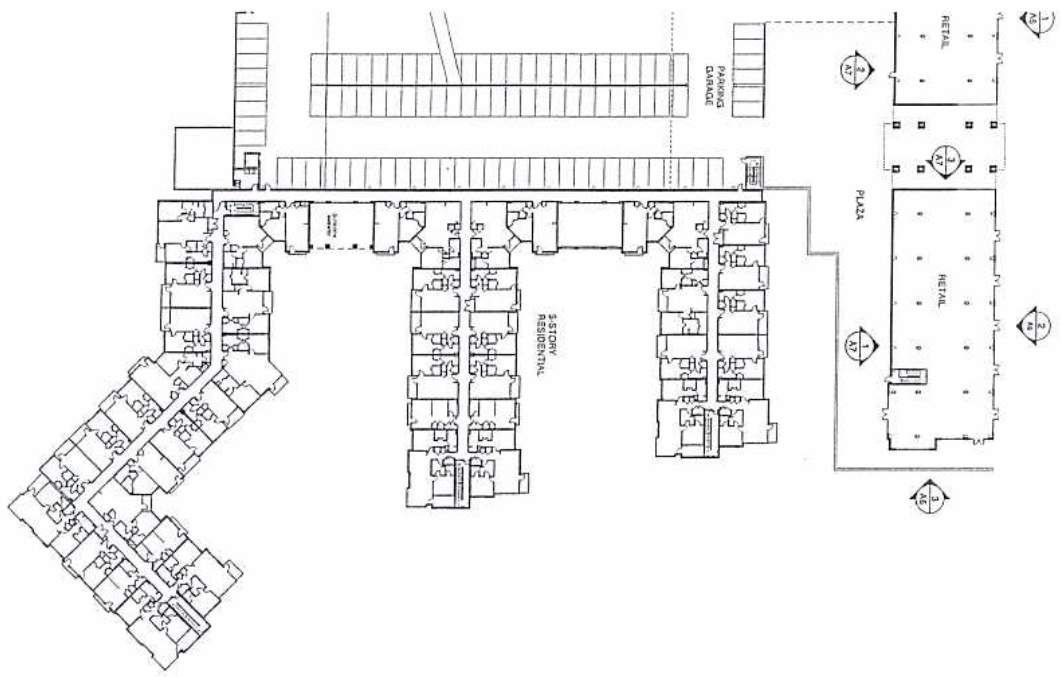 RETAIL
1
A6
2
A7
PARKING
GARAGE
3
A7
PLAZA
RETAIL
2
A6
1
A7
5-STORY
RESIDENTIAL
3
A6